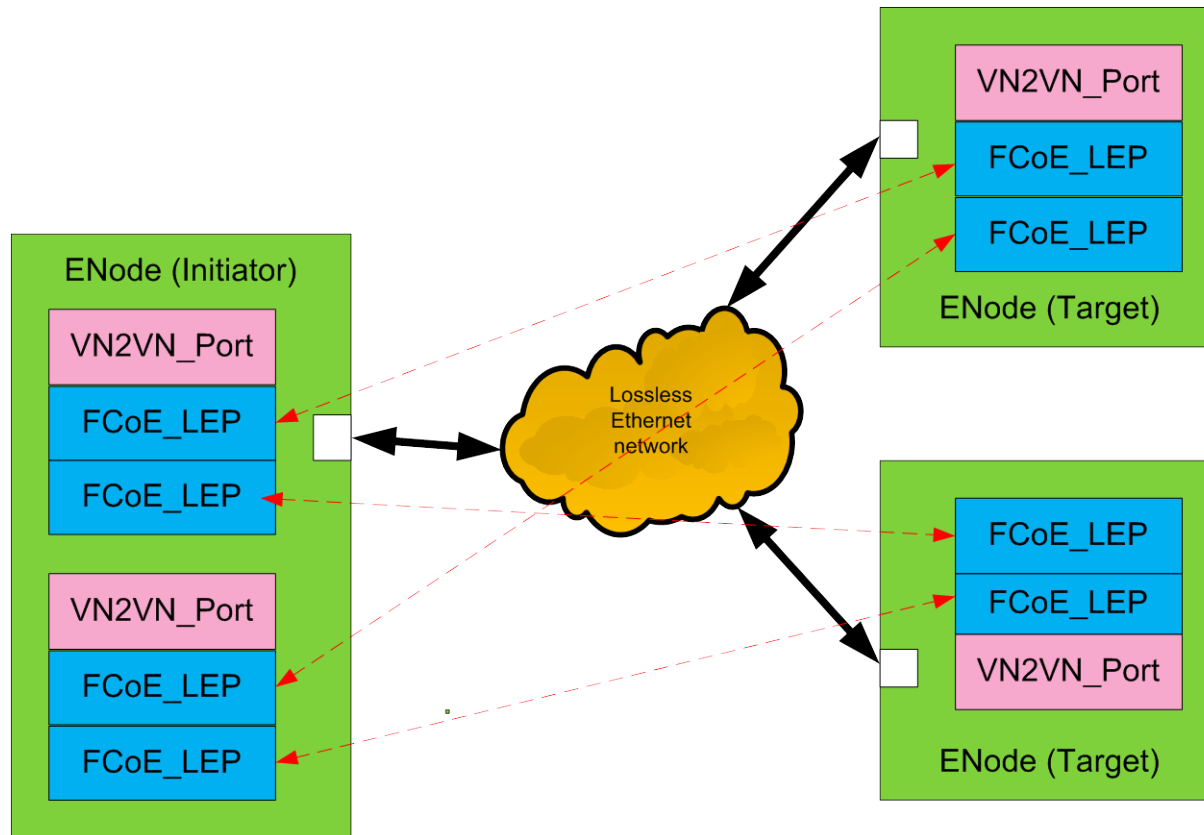 ENode (Initiator)
VN2VN_Port
FCoE_LEP
FCoE_LEP
VN2VN_Port
FCoE_LEP
FCoE_LEP
Lossless
Ethernet
network
VN2VN_Port
FCoE_LEP
FCoE_LEP
ENode (Target)
FCoE_LEP
FCoE_LEP
VN2VN_Port
ENode (Target)